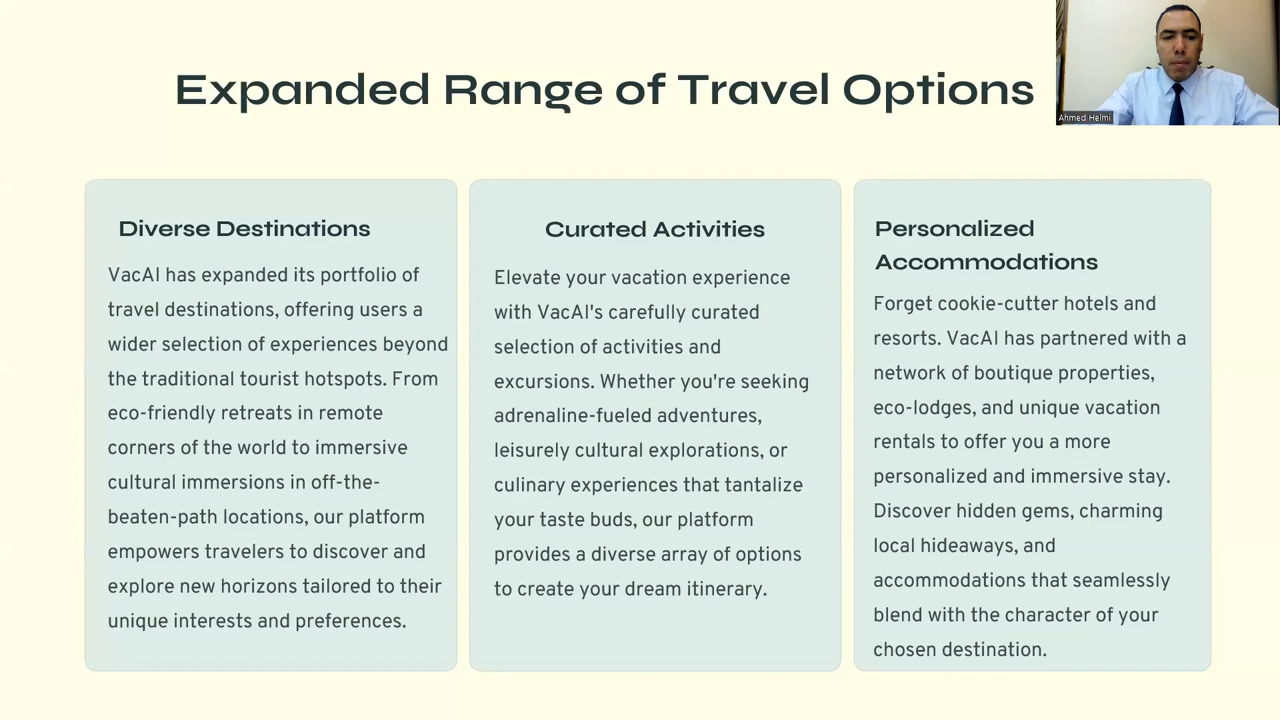 Expanded Range of Travel Options
Ahmed Helmi
Diverse Destinations
VacAI has expanded its portfolio of
travel destinations, offering users a
wider selection of experiences beyond
the traditional tourist hotspots. From
eco-friendly retreats in remote
corners of the world to immersive
cultural immersions in off-the-
beaten-path locations, our platform
empowers travelers to discover and
explore new horizons tailored to their
unique interests and preferences.
Curated Activities
Elevate your vacation experience
with VacAI's carefully curated
selection of activities and
excursions. Whether you're seeking
adrenaline-fueled adventures,
leisurely cultural explorations, or
culinary experiences that tantalize
your taste buds, our platform
provides a diverse array of options
to create your dream itinerary.
Personalized
Accommodations
Forget cookie-cutter hotels and
resorts. VacAI has partnered with a
network of boutique properties,
eco-lodges, and unique vacation
rentals to offer you a more
personalized and immersive stay.
Discover hidden gems, charming
local hideaways, and
accommodations that seamlessly
blend with the character of your
chosen destination.